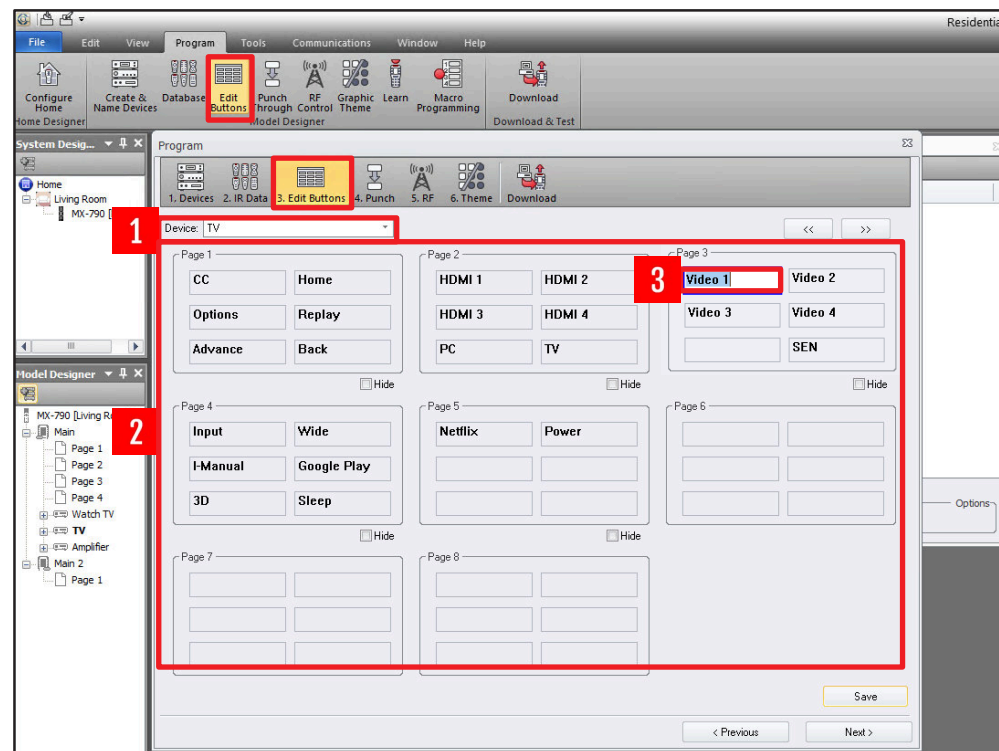 Residentia
File Edit View Program Tools Communications Window Help
Configure Home
Create & Name Devices
Database
Edit Buttons
Punch Through
RF Control
Graphic Theme
Learn
Macro Programming
Download
Home Designer
Model Designer
Download & Test
System Desig...
Home
Living Room
MX-790 [
Program
1. Devices 2. IR Data 3. Edit Buttons 4. Punch 5. RF 6. Theme Download
1
Device: TV
<< >>
Page 1
CC Home
Options Replay
Advance Back
Hide
Page 2
HDMI 1 HDMI 2
HDMI 3 HDMI 4
PC TV
Hide
Page 3
3
Video 1 Video 2
Video 3 Video 4
SEN
Hide
Model Designer
MX-790 [Living R
Main
Page 1
Page 2
Page 3
Page 4
Watch TV
TV
Amplifier
Main 2
Page 1
2
Page 4
Input Wide
I-Manual Google Play
3D Sleep
Hide
Page 5
Netflix Power
Hide
Page 6
Page 7
Page 8
Options
Save
< Previous Next >